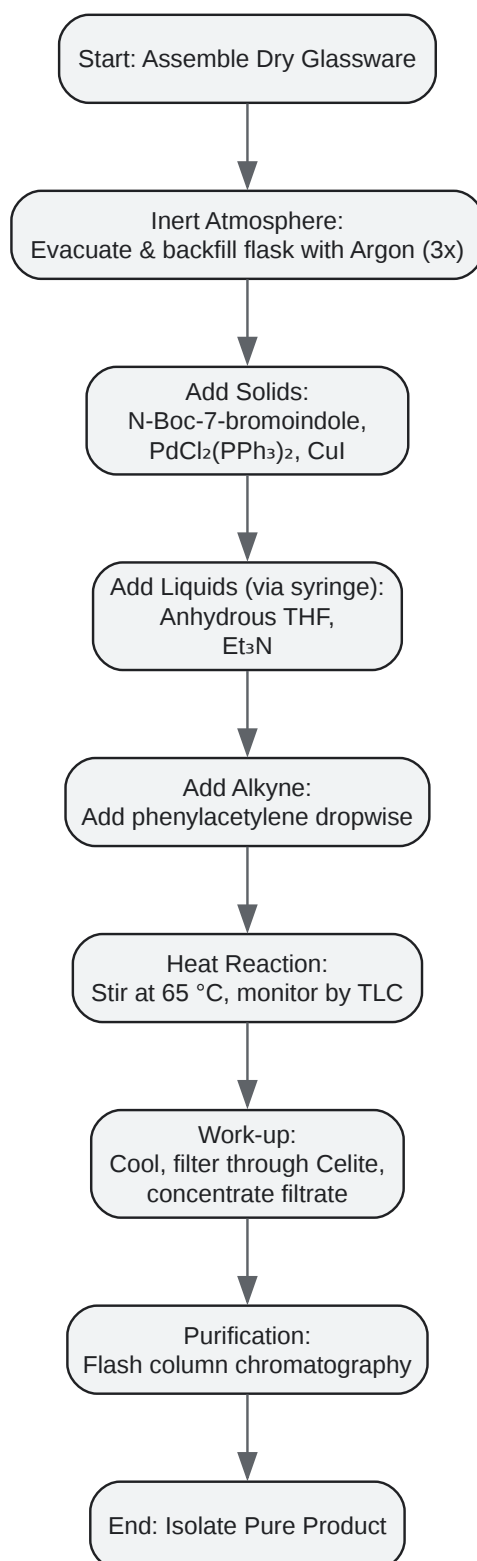 Start: Assemble Dry Glassware
Inert Atmosphere:
Evacuate & backfill flask with Argon (3x)
Add Solids:
N-Boc-7-bromoindole,
PdCl₂(PPh₃)₂, CuI
Add Liquids (via syringe):
Anhydrous THF,
Et₃N
Add Alkyne:
Add phenylacetylene dropwise
Heat Reaction:
Stir at 65 °C, monitor by TLC
Work-up:
Cool, filter through Celite,
concentrate filtrate
Purification:
Flash column chromatography
End: Isolate Pure Product